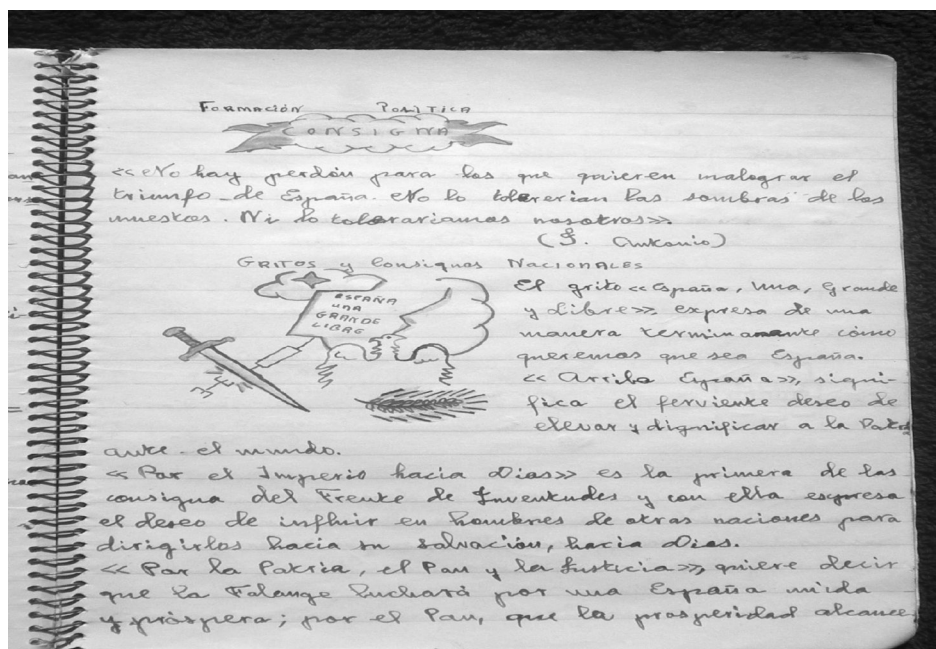 Formación Política
CONSIGNA
<<No hay perdón para los que quieren malograr el
triunfo de España. No lo tolererian las sombras de los
nuestros. Ni lo tolerariamos nosotros>>.
(J. Antonio)
GRITOS y Consignas NACIONALES
ESPAÑA
UNA
GRANDE
LIBRE
El grito <<España, Una, Grande
y Libre>> expresa de una
manera terminante cómo
queremos que sea España.
<<Arriba España>>, signi-
fica el ferviente deseo de
elevar y dignificar a la Patria
ante el mundo.
<<Por el Imperio hacia Dios>> es la primera de las
consigna del Frente de Juventudes y con ella expresa
el deseo de influir en hombres de otras naciones para
dirigirlos hacia su salvación, hacia Dios.
<<Por la Patria, el Pan y la Justicia>>, quiere decir
que la Falange luchará por una España unida
y próspera; por el Pan, que la prosperidad alcance